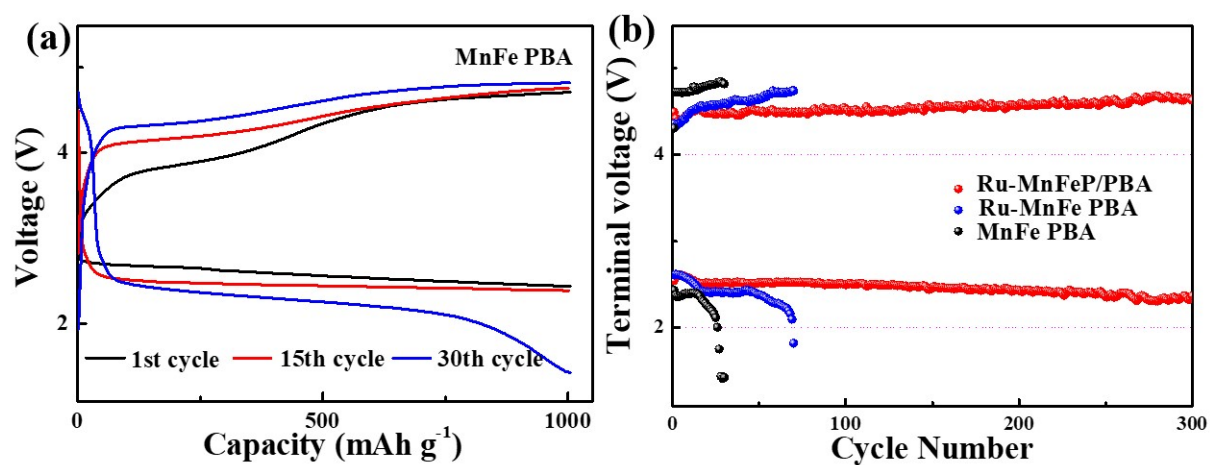 (a)
MnFe PBA
Voltage (V)
4
2
1st cycle
15th cycle
30th cycle
0
500
1000
Capacity (mAh g-1)
(b)
Terminal voltage (V)
4
2
Ru-MnFeP/PBA
Ru-MnFe PBA
MnFe PBA
0
100
200
300
Cycle Number